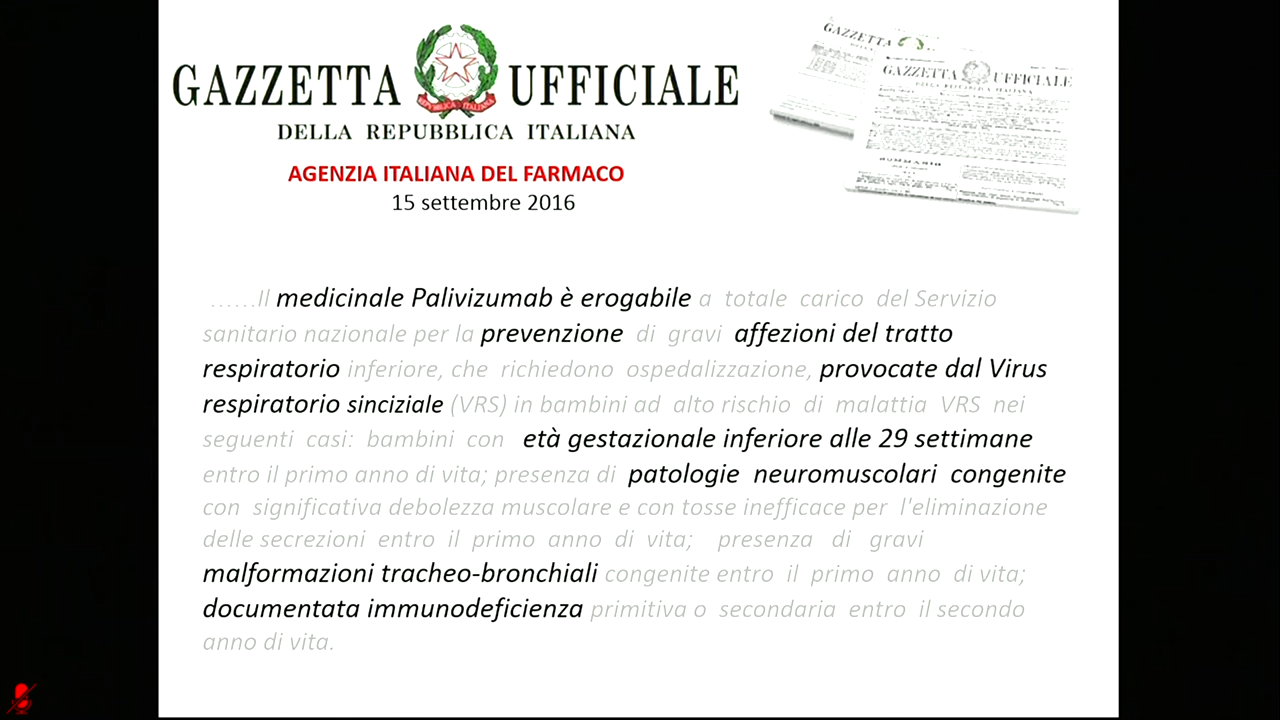 GAZZETTA UFFICIALE
DELLA REPUBBLICA ITALIANA
AGENZIA ITALIANA DEL FARMACO
15 settembre 2016
GAZZETTA UFFICIALE
SOMMARIO
……Il medicinale Palivizumab è erogabile a totale carico del Servizio
sanitario nazionale per la prevenzione di gravi affezioni del tratto
respiratorio inferiore, che richiedono ospedalizzazione, provocate dal Virus
respiratorio sinciziale (VRS) in bambini ad alto rischio di malattia VRS nei
seguenti casi: bambini con età gestazionale inferiore alle 29 settimane
entro il primo anno di vita; presenza di patologie neuromuscolari congenite
con significativa debolezza muscolare e con tosse inefficace per l'eliminazione
delle secrezioni entro il primo anno di vita; presenza di gravi
malformazioni tracheo-bronchiali congenite entro il primo anno di vita;
documentata immunodeficienza primitiva o secondaria entro il secondo
anno di vita.